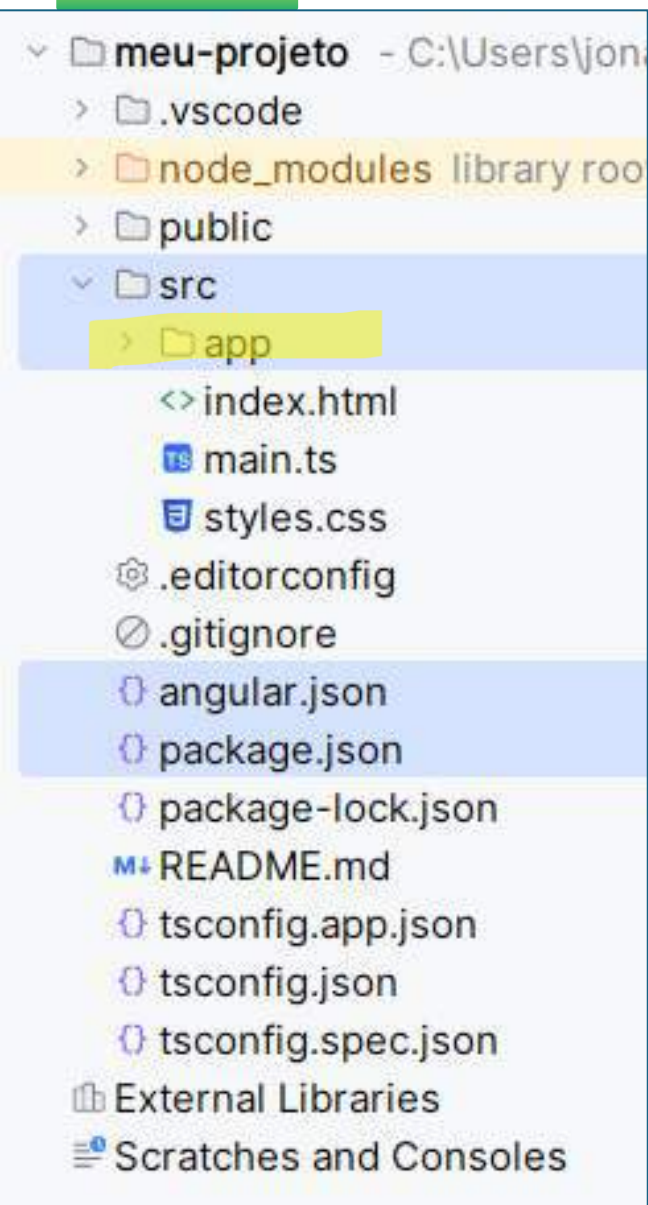 meu-projeto - C:\Users\jon
.vscode
node_modules library roo
public
src
app
<> index.html
TS main.ts
styles.css
.editorconfig
.gitignore
{} angular.json
{} package.json
{} package-lock.json
M↓ README.md
{} tsconfig.app.json
{} tsconfig.json
{} tsconfig.spec.json
External Libraries
Scratches and Consoles